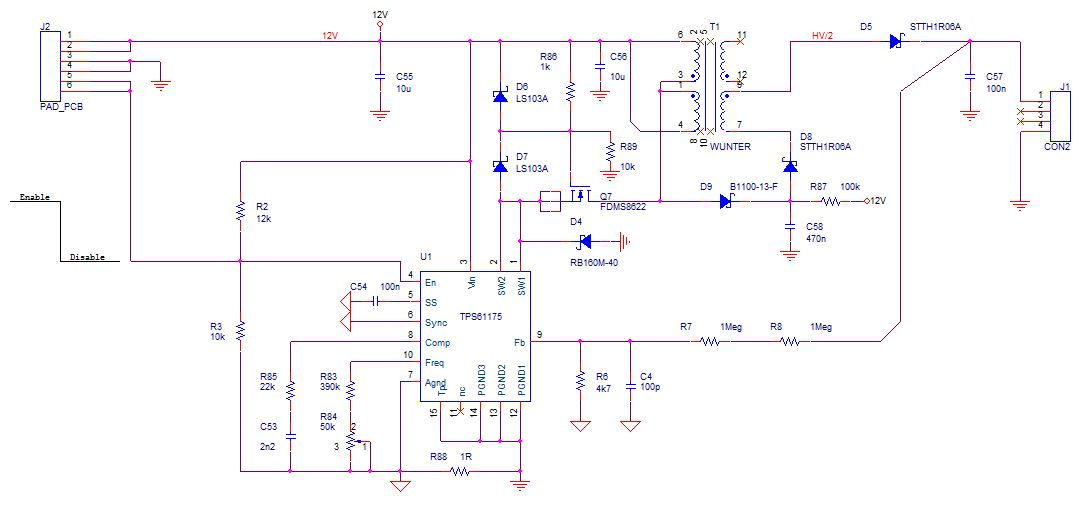 J2
1
2
3
4
5
6
PAD_PCB
12V
12V
C55
10u
R86
1k
C56
10u
D6
LS103A
D7
LS103A
R89
10k
T1
6
2
5
3
1
4
8
10
11
12
9
7
WUNTER
HV/2
D5
STTH1R06A
C57
100n
J1
1
2
3
4
CON2
D8
STTH1R06A
D9
B1100-13-F
R87
100k
12V
C58
470n
Q7
FDMS8622
D4
RB160M-40
Enable
Disable
R2
12k
R3
10k
U1
TPS61175
3
Vin
2
SW2
1
SW1
4
En
5
SS
6
Sync
8
Comp
10
Freq
7
Agnd
9
Fb
15
Tp
11
nc
14
PGND3
13
PGND2
12
PGND1
C54
100n
R85
22k
C53
2n2
R83
390k
R84
50k
2
3
1
R88
1R
R6
4k7
C4
100p
R7
1Meg
R8
1Meg